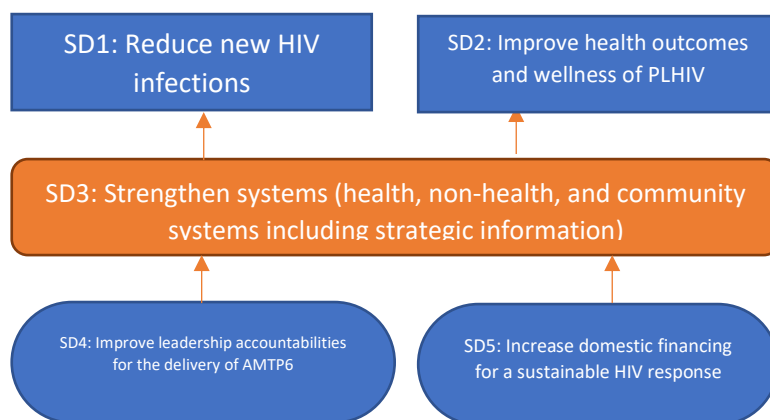 SD1: Reduce new HIV
infections
SD2: Improve health outcomes
and wellness of PLHIV
SD3: Strengthen systems (health, non-health, and community
systems including strategic information)
SD4: Improve leadership accountabilities
for the delivery of AMTP6
SD5: Increase domestic financing
for a sustainable HIV response